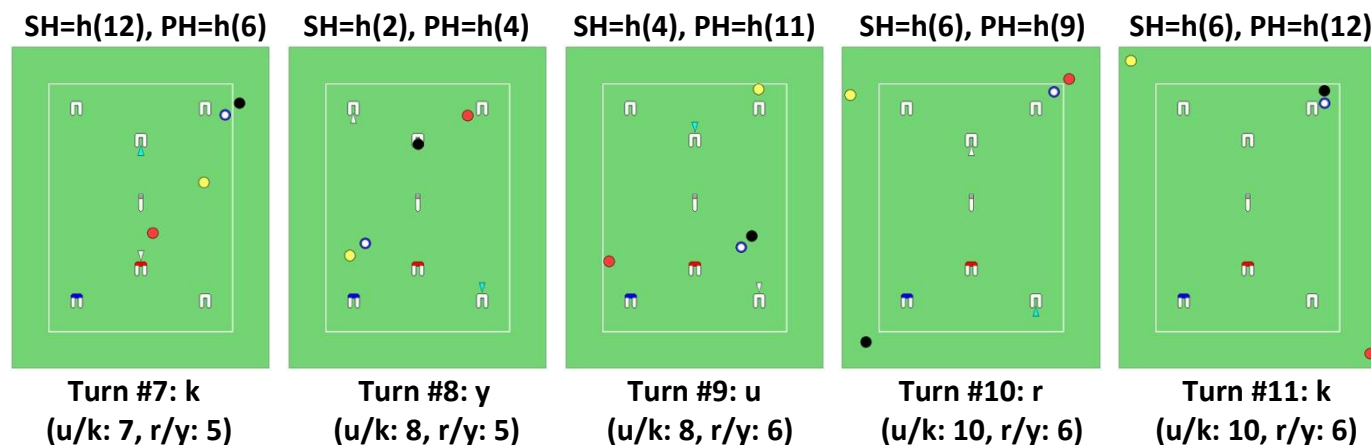 SH=h(12), PH=h(6)
SH=h(2), PH=h(4)
SH=h(4), PH=h(11)
SH=h(6), PH=h(9)
SH=h(6), PH=h(12)
Turn #7: k
(u/k: 7, r/y: 5)
Turn #8: y
(u/k: 8, r/y: 5)
Turn #9: u
(u/k: 8, r/y: 6)
Turn #10: r
(u/k: 10, r/y: 6)
Turn #11: k
(u/k: 10, r/y: 6)